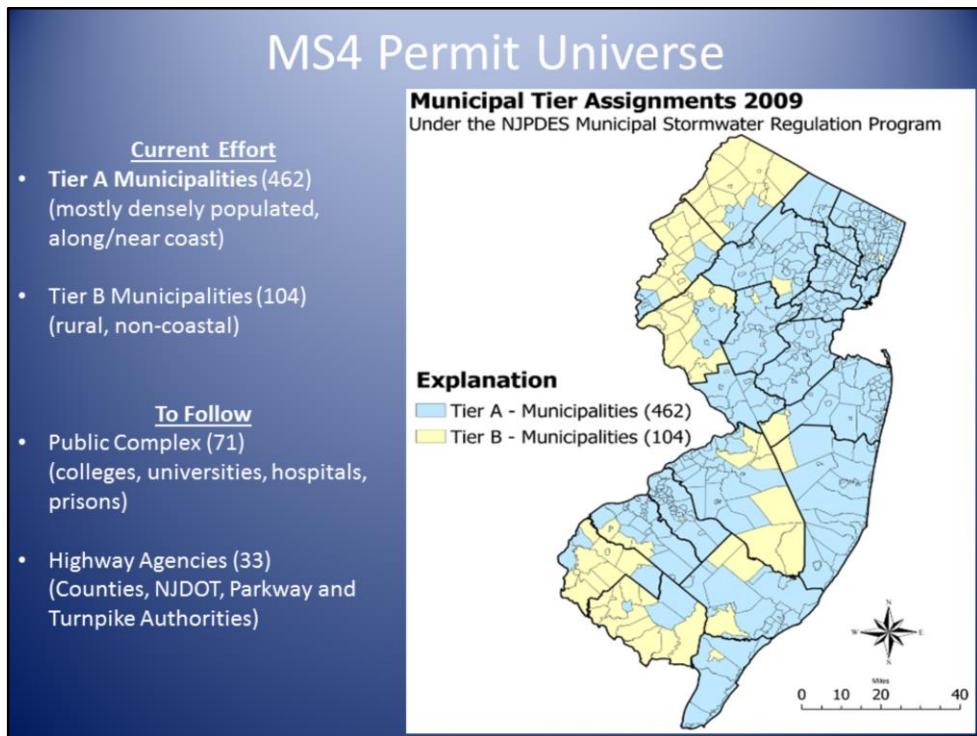 MS4 Permit Universe
Current Effort
• Tier A Municipalities (462)
(mostly densely populated,
along/near coast)
• Tier B Municipalities (104)
(rural, non-coastal)
To Follow
• Public Complex (71)
(colleges, universities, hospitals,
prisons)
• Highway Agencies (33)
(Counties, NJDOT, Parkway and
Turnpike Authorities)
Municipal Tier Assignments 2009
Under the NJPDES Municipal Stormwater Regulation Program
Explanation
Tier A - Municipalities (462)
Tier B - Municipalities (104)
N
W E
Miles
0 10 20 40